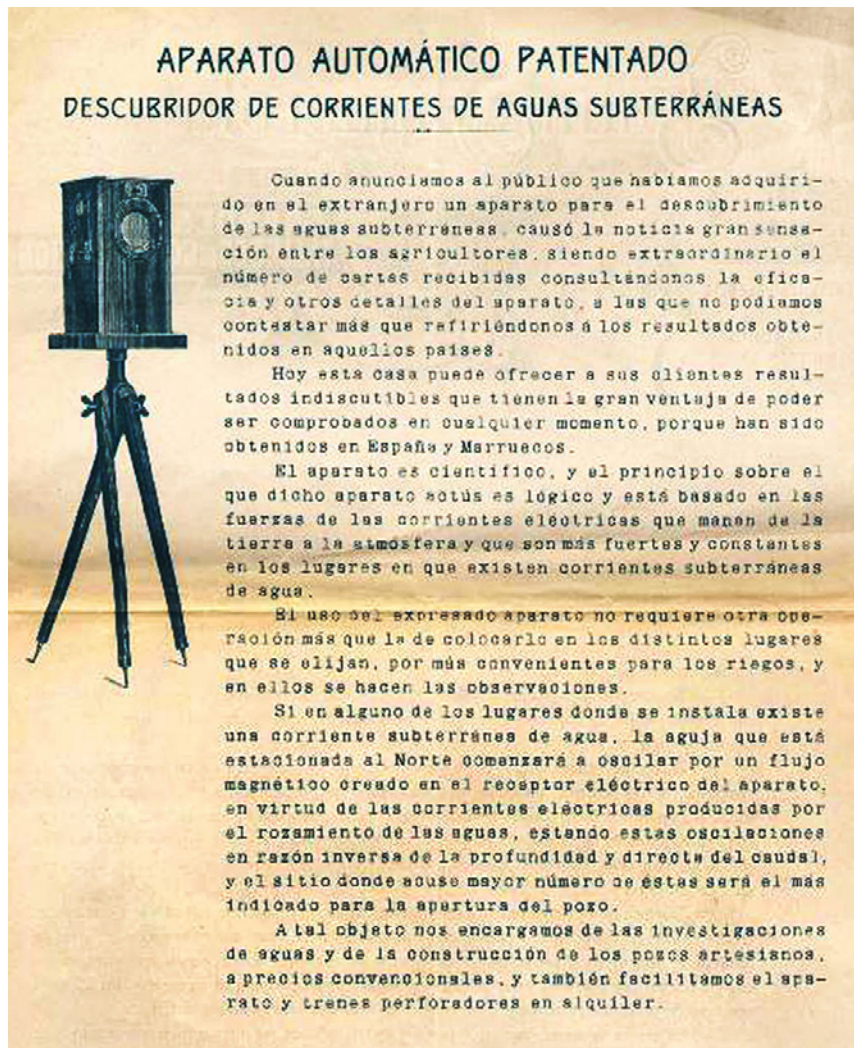 APARATO AUTOMÁTICO PATENTADO
DESCUBRIDOR DE CORRIENTES DE AGUAS SUBTERRÁNEAS
Cuando anunciamos al público que habíamos adquiri-
do en el extranjero un aparato para el descubrimiento
de las aguas subterráneas, causó la noticia gran sensa-
ción entre los agricultores, siendo extraordinario el
número de cartas recibidas consultándonos la efica-
cia y otros detalles del aparato, a las que no podíamos
contestar más que refiriéndonos á los resultados obte-
nidos en aquellos países.
Hoy esta casa puede ofrecer a sus clientes resul-
tados indiscutibles que tienen la gran ventaja de poder
ser comprobados en cualquier momento, porque han sido
obtenidos en España y Marruecos.
El aparato es científico, y el principio sobre el
que dicho aparato actúa es lógico y está basado en las
fuerzas de las corrientes eléctricas que manan de la
tierra a la atmósfera y que son más fuertes y constantes
en los lugares en que existen corrientes subterráneas
de agua.
El uso del expresado aparato no requiere otra ope-
ración más que la de colocarlo en los distintos lugares
que se elijan, por más convenientes para los riegos, y
en ellos se hacen las observaciones.
Si en alguno de los lugares donde se instala existe
una corriente subterránea de agua, la aguja que está
estacionada al Norte comenzará a oscilar por un flujo
magnético creado en el receptor eléctrico del aparato,
en virtud de las corrientes eléctricas producidas por
el rozamiento de las aguas, estando estas oscilaciones
en razón inversa de la profundidad y directa del caudal,
y el sitio donde acuse mayor número de éstas será el más
indicado para la apertura del pozo.
A tal objeto nos encargamos de las investigaciones
de aguas y de la construcción de los pozos artesianos,
a precios convencionales, y también facilitamos el apa-
rato y trenes perforadores en alquiler.